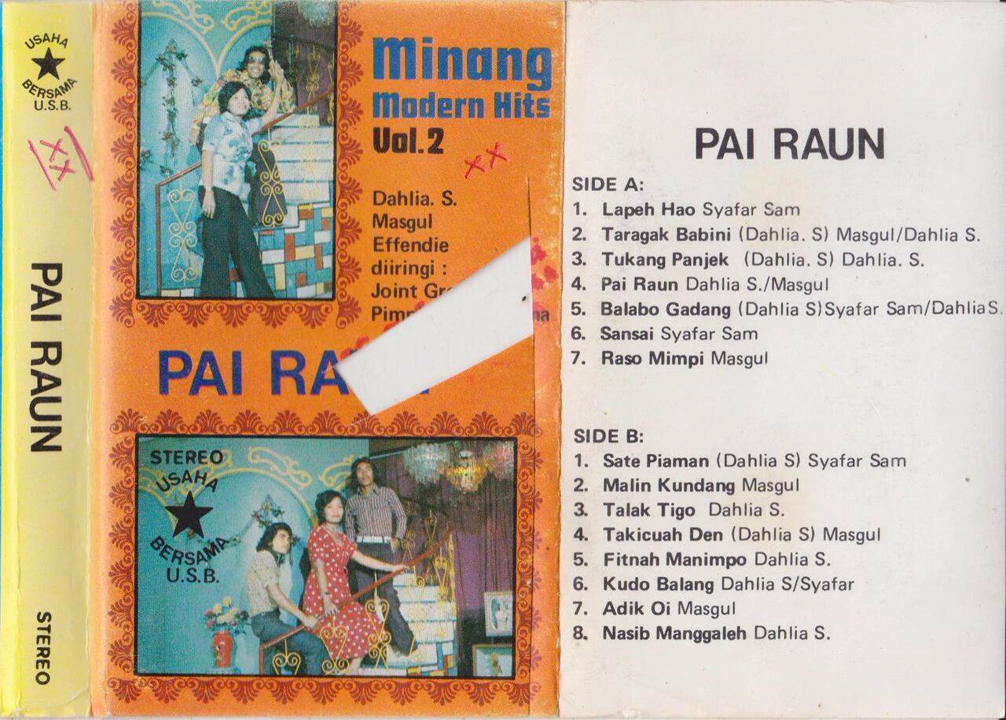 USAHA
BERSAMA
U.S.B.
XX
PAI RAUN
STEREO
Minang
Modern Hits
Vol.2
XX
Dahlia. S.
Masgul
Effendie
diiringi :
Joint
PAI RA
STEREO
USAHA
BERSAMA
U.S.B.
PAI RAUN
SIDE A:
1. Lapeh Hao Syafar Sam
2. Taragak Babini (Dahlia. S) Masgul/Dahlia S.
3. Tukang Panjek (Dahlia. S) Dahlia. S.
4. Pai Raun Dahlia S./Masgul
5. Balabo Gadang (Dahlia S)Syafar Sam/Dahlia S.
6. Sansai Syafar Sam
7. Raso Mimpi Masgul
SIDE B:
1. Sate Piaman (Dahlia S) Syafar Sam
2. Malin Kundang Masgul
3. Talak Tigo Dahlia S.
4. Takicuah Den (Dahlia S) Masgul
5. Fitnah Manimpo Dahlia S.
6. Kudo Balang Dahlia S/Syafar
7. Adik Oi Masgul
8. Nasib Manggaleh Dahlia S.